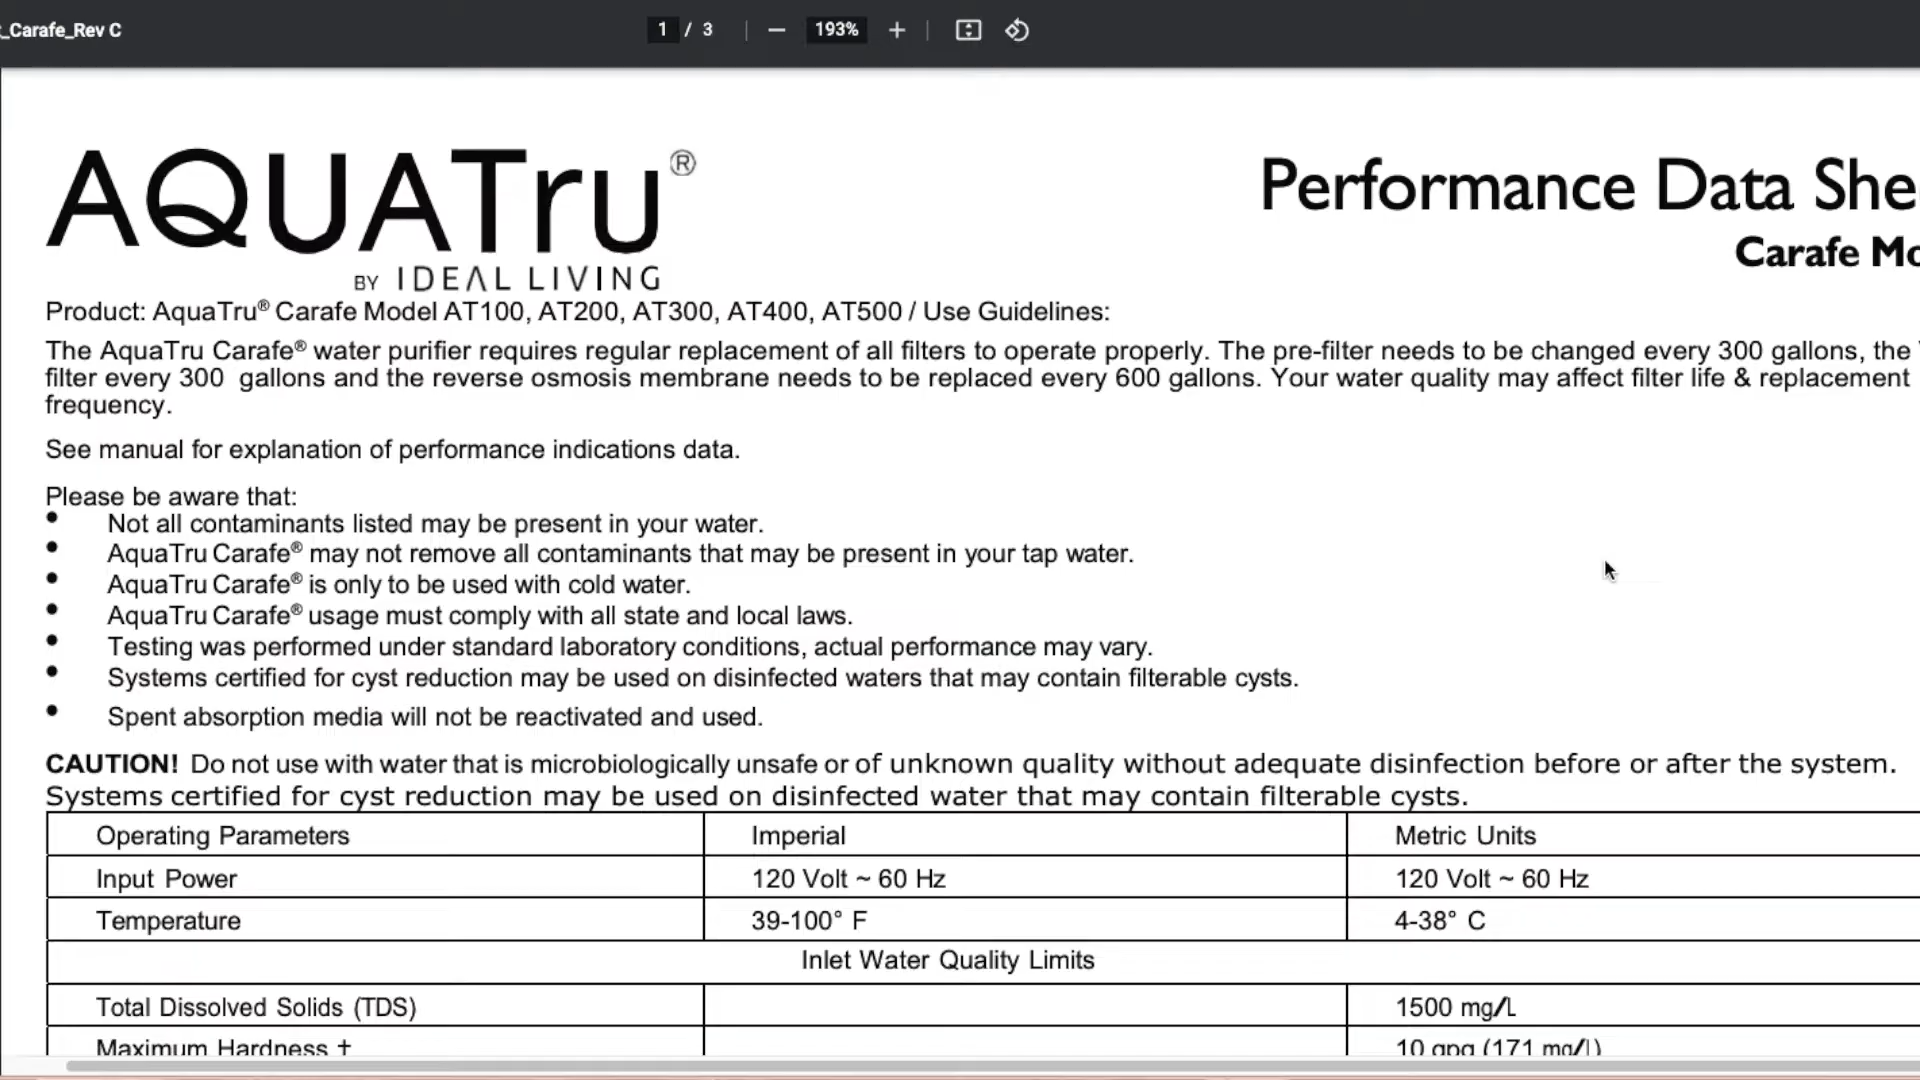 _Carafe_Rev C
1 / 3
193%
AQUATru®
BY IDEAL LIVING
Performance Data
Carafe
Product: AquaTru® Carafe Model AT100, AT200, AT300, AT400, AT500 / Use Guidelines:
The AquaTru Carafe® water purifier requires regular replacement of all filters to operate properly. The pre-filter needs to be changed every 300 gallons, the
filter every 300 gallons and the reverse osmosis membrane needs to be replaced every 600 gallons. Your water quality may affect filter life & replacement
frequency.
See manual for explanation of performance indications data.
Please be aware that:
• Not all contaminants listed may be present in your water.
• AquaTru Carafe® may not remove all contaminants that may be present in your tap water.
• AquaTru Carafe® is only to be used with cold water.
• AquaTru Carafe® usage must comply with all state and local laws.
• Testing was performed under standard laboratory conditions, actual performance may vary.
• Systems certified for cyst reduction may be used on disinfected waters that may contain filterable cysts.
• Spent absorption media will not be reactivated and used.
CAUTION! Do not use with water that is microbiologically unsafe or of unknown quality without adequate disinfection before or after the system.
Systems certified for cyst reduction may be used on disinfected water that may contain filterable cysts.
Operating Parameters Imperial Metric Units
Input Power 120 Volt ~ 60 Hz 120 Volt ~ 60 Hz
Temperature 39-100° F 4-38° C
Inlet Water Quality Limits
Total Dissolved Solids (TDS) 1500 mg/L
Maximum Hardness † 10 gpg (171 mg/L)